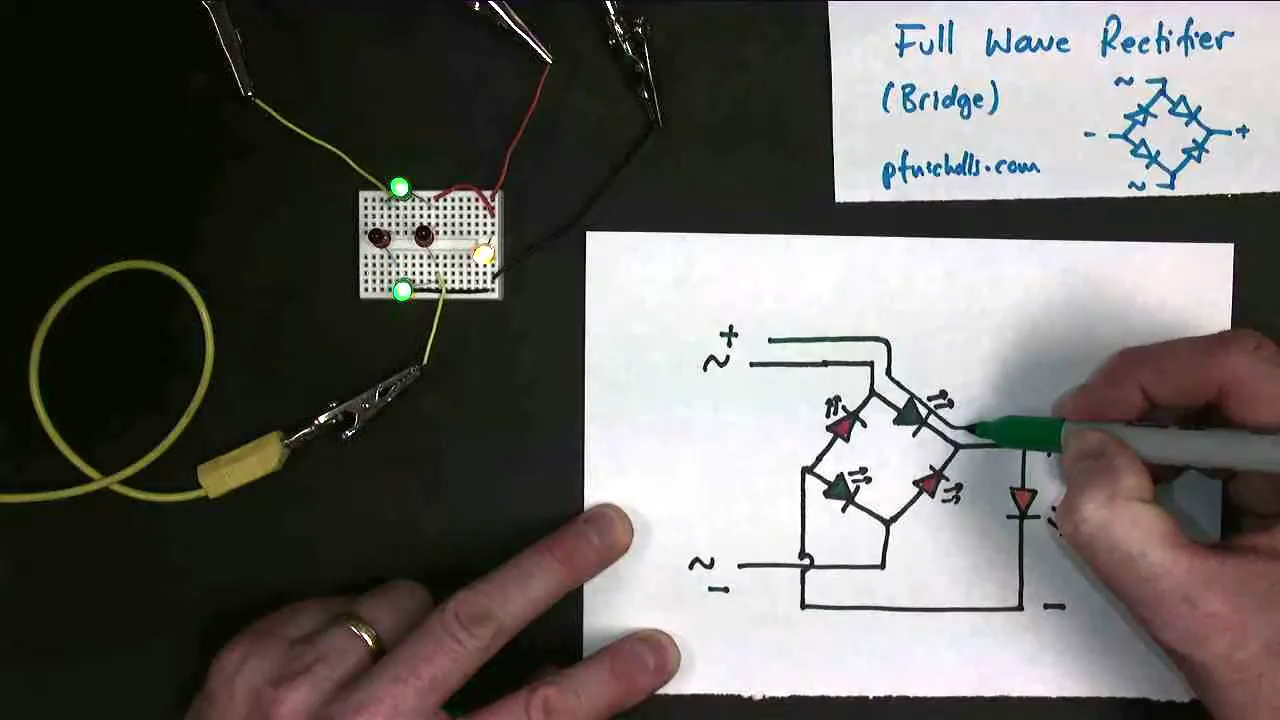 Full Wave Rectifier
(Bridge)
~
- +
pfnicholls.com
~
+
~
~
-
-